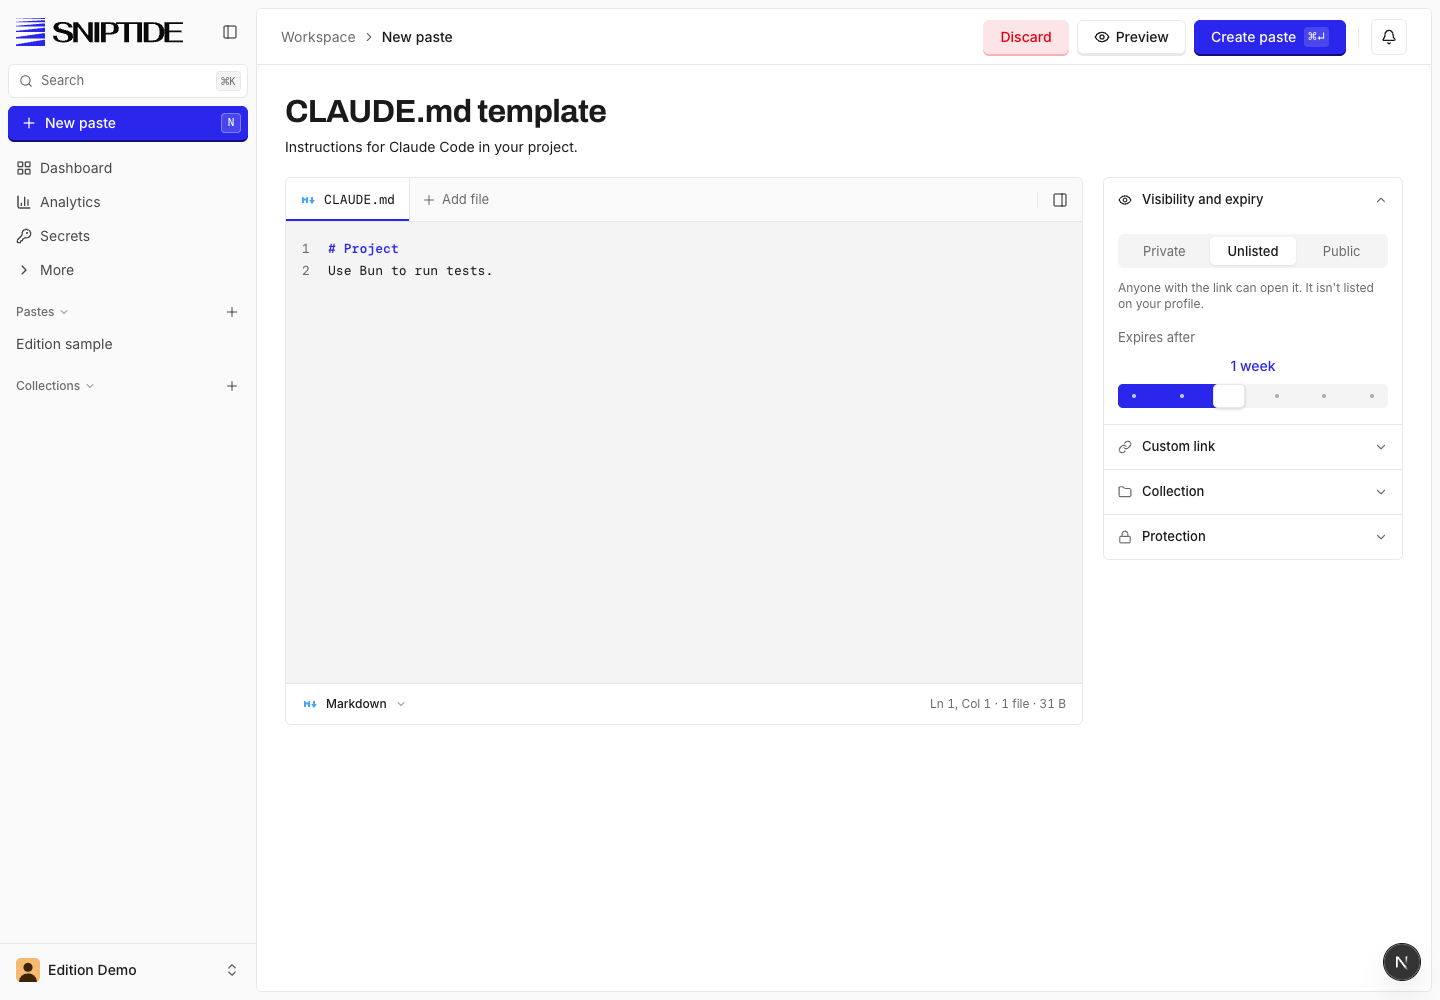 SNIPTIDE
Search ⌘K
New paste N
Dashboard
Analytics
Secrets
More
Pastes
Edition sample
Collections
Edition Demo
Workspace New paste
Discard
Preview
Create paste ⌘↵
CLAUDE.md template
Instructions for Claude Code in your project.
CLAUDE.md
Add file
1 # Project
2 Use Bun to run tests.
Markdown
Ln 1, Col 1 · 1 file · 31 B
Visibility and expiry
Private Unlisted Public
Anyone with the link can open it. It isn't listed
on your profile.
Expires after
1 week
Custom link
Collection
Protection
N